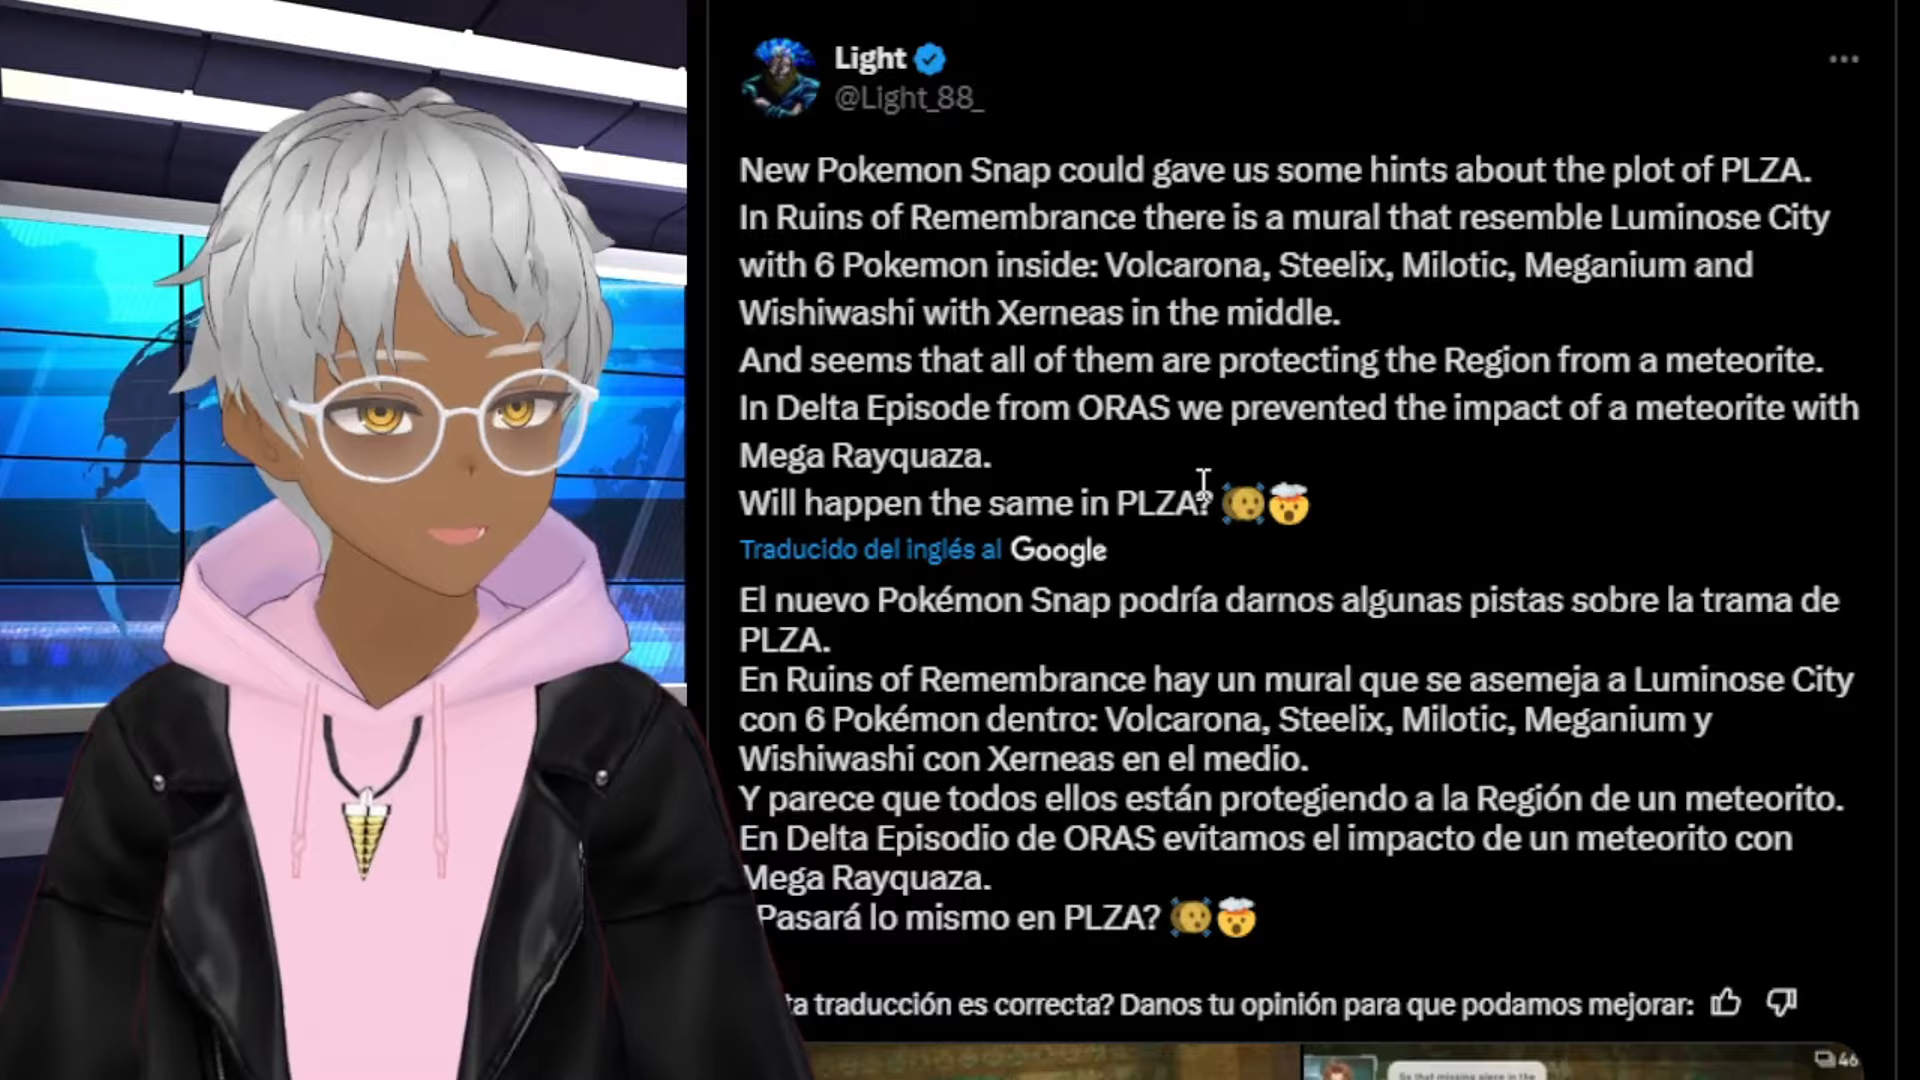 Light
@Light_88_
New Pokemon Snap could gave us some hints about the plot of PLZA.
In Ruins of Remembrance there is a mural that resemble Luminose City
with 6 Pokemon inside: Volcarona, Steelix, Milotic, Meganium and
Wishiwashi with Xerneas in the middle.
And seems that all of them are protecting the Region from a meteorite.
In Delta Episode from ORAS we prevented the impact of a meteorite with
Mega Rayquaza.
Will happen the same in PLZA?
Traducido del inglés al Google
El nuevo Pokémon Snap podría darnos algunas pistas sobre la trama de
PLZA.
En Ruins of Remembrance hay un mural que se asemeja a Luminose City
con 6 Pokémon dentro: Volcarona, Steelix, Milotic, Meganium y
Wishiwashi con Xerneas en el medio.
Y parece que todos ellos están protegiendo a la Región de un meteorito.
En Delta Episodio de ORAS evitamos el impacto de un meteorito con
Mega Rayquaza.
Pasará lo mismo en PLZA?
ta traducción es correcta? Danos tu opinión para que podamos mejorar:
46